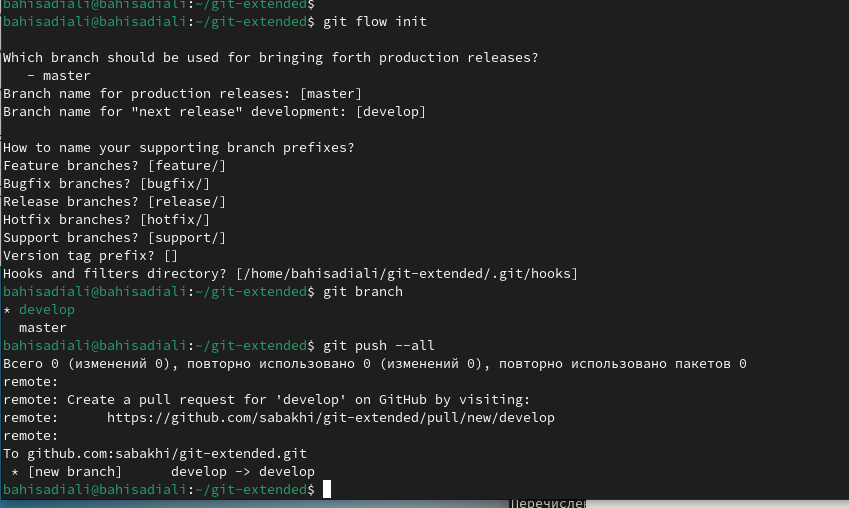 bahisadiali@bahisadiali:~/git-extended$
bahisadiali@bahisadiali:~/git-extended$ git flow init
Which branch should be used for bringing forth production releases?
   - master
Branch name for production releases: [master]
Branch name for "next release" development: [develop]
How to name your supporting branch prefixes?
Feature branches? [feature/]
Bugfix branches? [bugfix/]
Release branches? [release/]
Hotfix branches? [hotfix/]
Support branches? [support/]
Version tag prefix? []
Hooks and filters directory? [/home/bahisadiali/git-extended/.git/hooks]
bahisadiali@bahisadiali:~/git-extended$ git branch
* develop
  master
bahisadiali@bahisadiali:~/git-extended$ git push --all
Всего 0 (изменений 0), повторно использовано 0 (изменений 0), повторно использовано пакетов 0
remote:
remote: Create a pull request for 'develop' on GitHub by visiting:
remote:      https://github.com/sabakhi/git-extended/pull/new/develop
remote:
To github.com:sabakhi/git-extended.git
 * [new branch]      develop -> develop
bahisadiali@bahisadiali:~/git-extended$